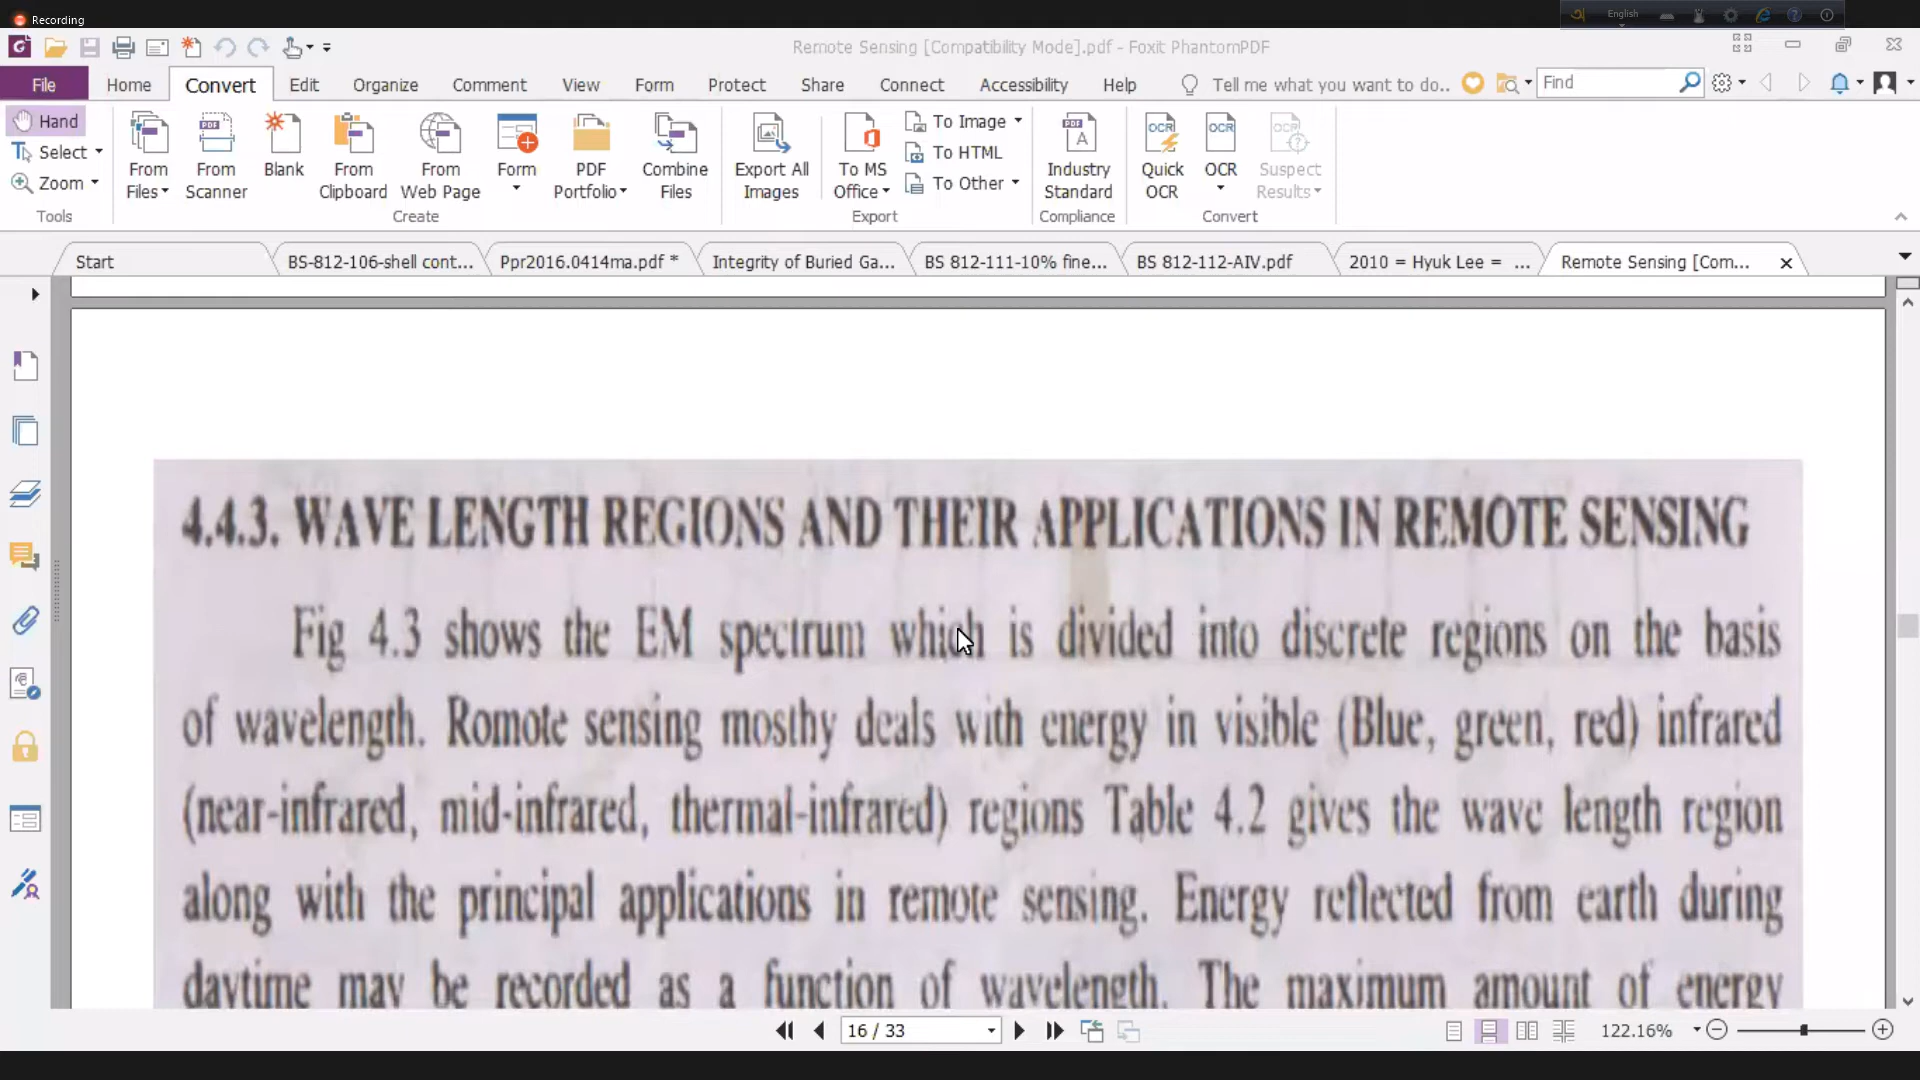 Recording
English
Remote Sensing [Compatibility Mode].pdf - Foxit PhantomPDF
File Home Convert Edit Organize Comment View Form Protect Share Connect Accessibility Help Tell me what you want to do.. Find
Hand
Select
Zoom
Tools
From Files
From Scanner
Blank
From Clipboard
From Web Page
Form
PDF Portfolio
Combine Files
Create
Export All Images
To MS Office
To Image
To HTML
To Other
Export
Industry Standard
Compliance
Quick OCR
OCR
Suspect Results
Convert
Start BS-812-106-shell cont... Ppr2016.0414ma.pdf * Integrity of Buried Ga... BS 812-111-10% fine... BS 812-112-AIV.pdf 2010 = Hyuk Lee = ... Remote Sensing [Com...
4.4.3. WAVE LENGTH REGIONS AND THEIR APPLICATIONS IN REMOTE SENSING
Fig 4.3 shows the EM spectrum which is divided into discrete regions on the basis
of wavelength. Romote sensing mosthy deals with energy in visible (Blue, green, red) infrared
(near-infrared, mid-infrared, thermal-infrared) regions Table 4.2 gives the wave length region
along with the principal applications in remote sensing. Energy reflected from earth during
daytime may be recorded as a function of wavelength. The maximum amount of energy
16 / 33
122.16%